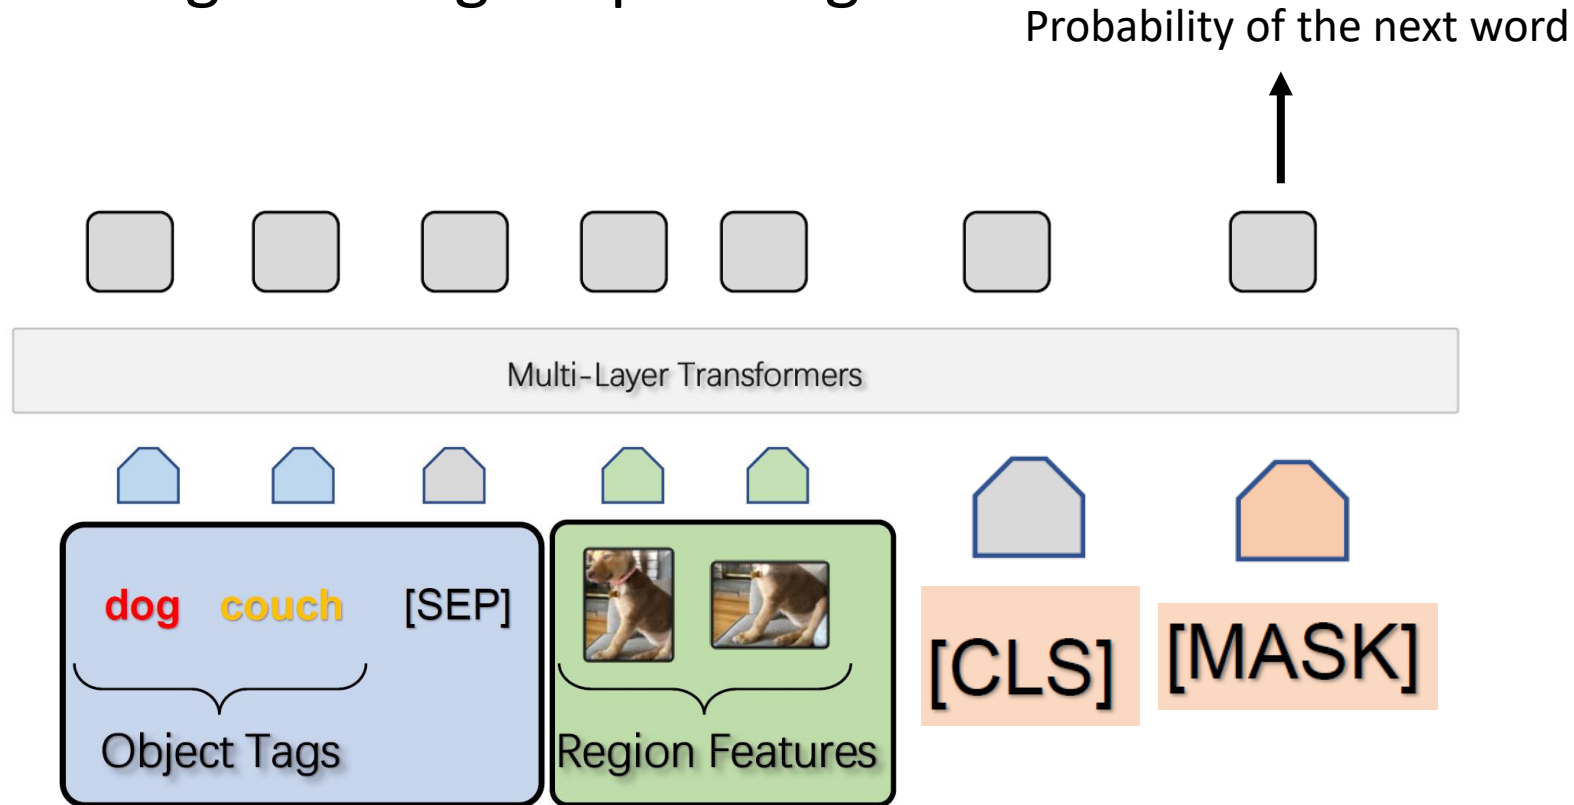 Probability of the next word
Multi-Layer Transformers
dog couch [SEP]
[CLS] [MASK]
Object Tags
Region Features